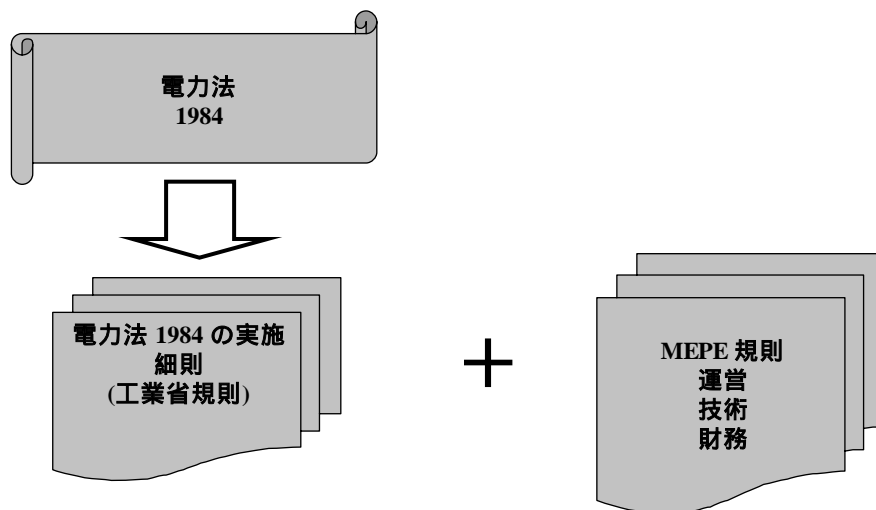 電力法
1984
電力法 1984 の実施
細則
(工業省規則)
+
MEPE 規則
運営
技術
財務